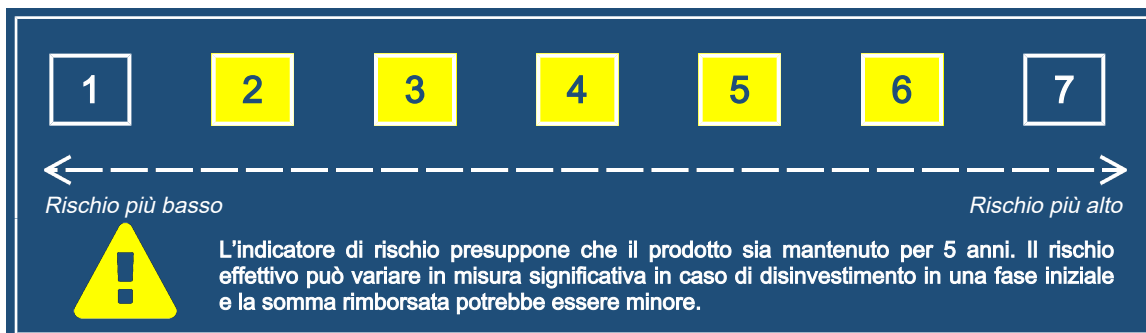 1 2 3 4 5 6 7
Rischio più basso Rischio più alto
L'indicatore di rischio presuppone che il prodotto sia mantenuto per 5 anni. Il rischio
effettivo può variare in misura significativa in caso di disinvestimento in una fase iniziale
e la somma rimborsata potrebbe essere minore.